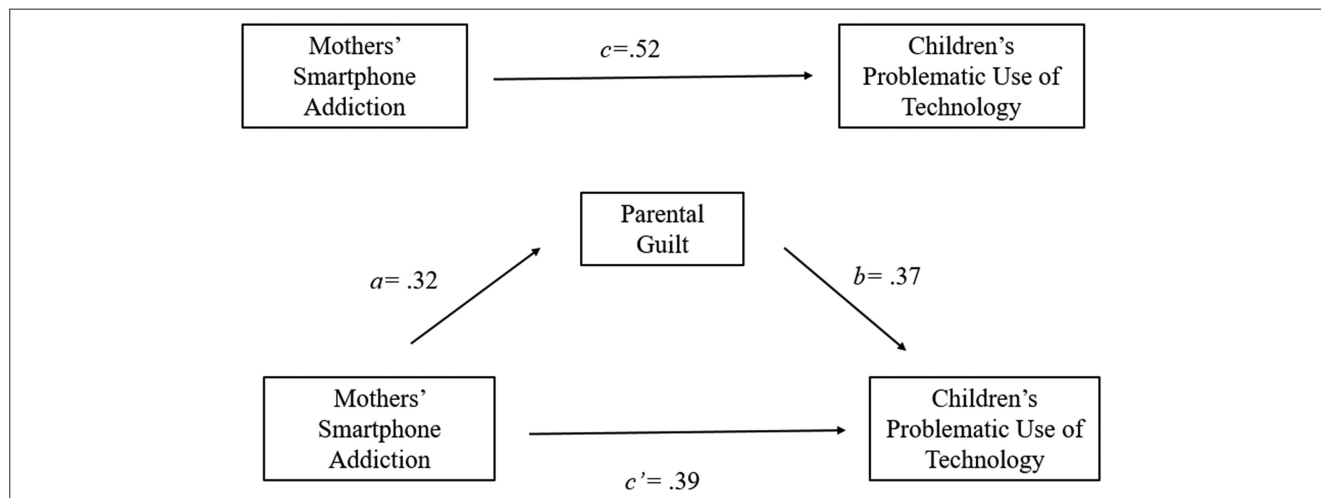 Mothers’
Smartphone
Addiction
c=.52
Children’s
Problematic Use of
Technology
Parental
Guilt
a= .32
b= .37
Mothers’
Smartphone
Addiction
c’= .39
Children’s
Problematic Use of
Technology